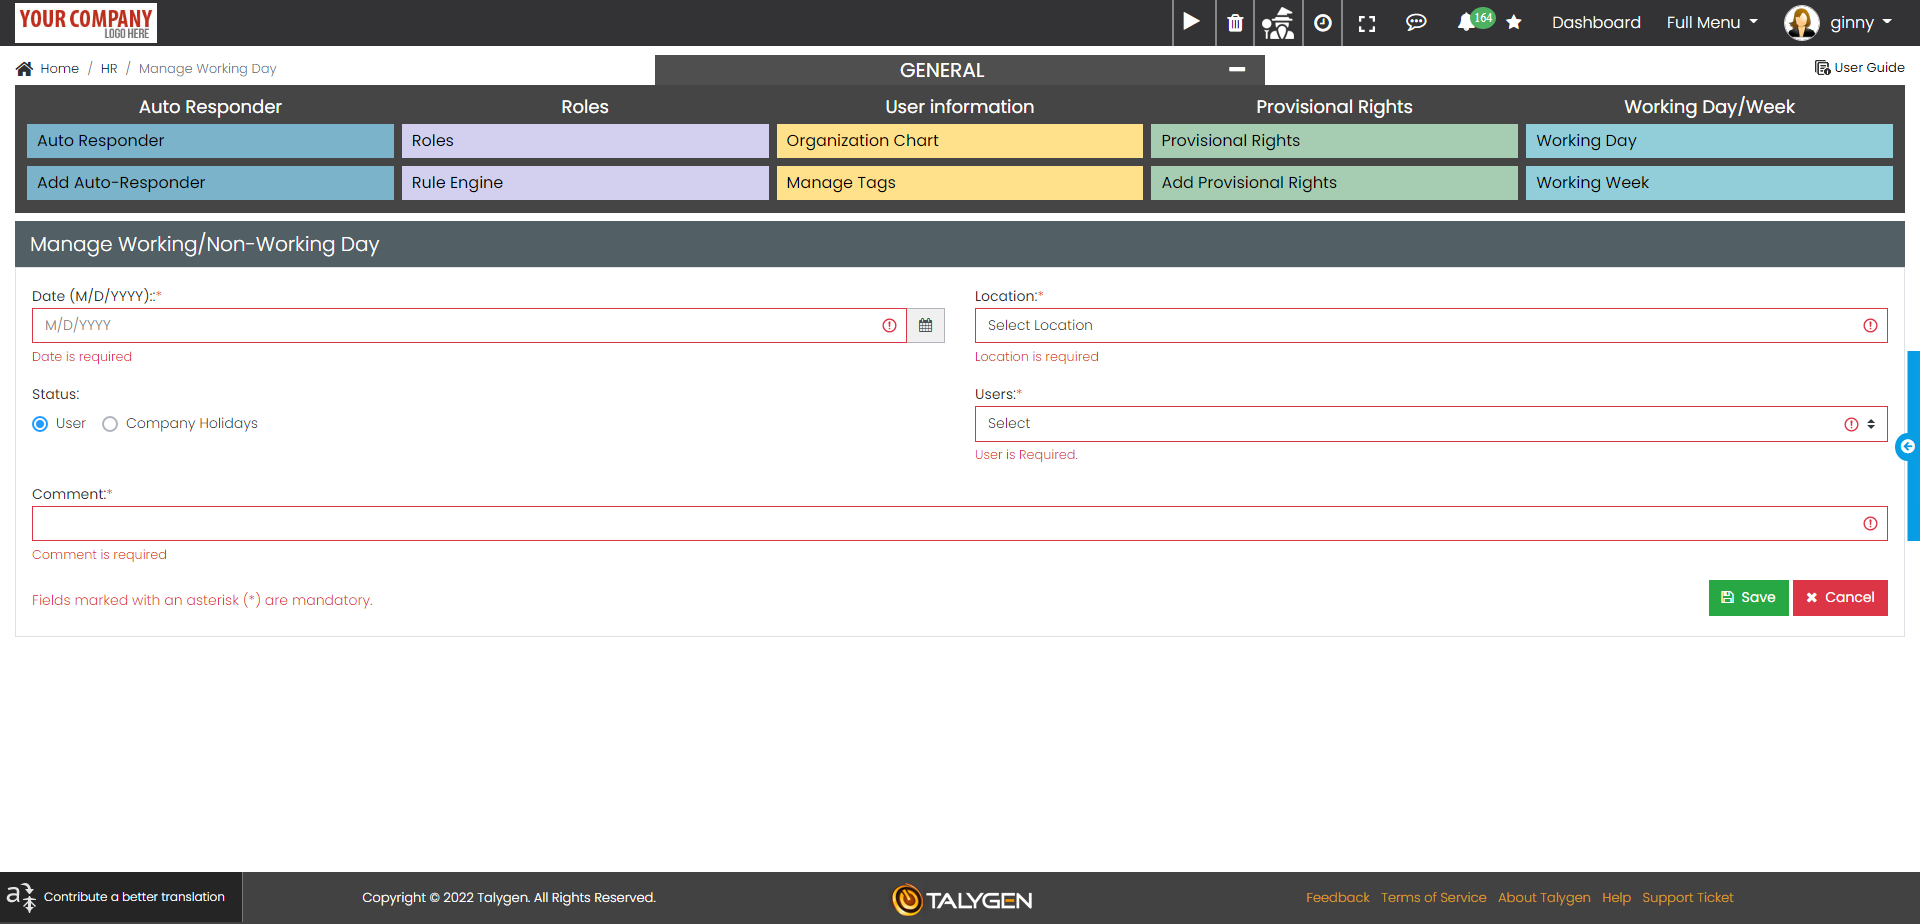 YOUR COMPANY
LOGO HERE
164
Dashboard
Full Menu
ginny
Home / HR / Manage Working Day
GENERAL
User Guide
Auto Responder
Roles
User information
Provisional Rights
Working Day/Week
Auto Responder
Roles
Organization Chart
Provisional Rights
Working Day
Add Auto-Responder
Rule Engine
Manage Tags
Add Provisional Rights
Working Week
Manage Working/Non-Working Day
Date (M/D/YYYY)::*
Location:*
M/D/YYYY
Select Location
Date is required
Location is required
Status:
Users:*
User
Company Holidays
Select
User is Required.
Comment:*
Comment is required
Fields marked with an asterisk (*) are mandatory.
Save
Cancel
Contribute a better translation
Copyright © 2022 Talygen. All Rights Reserved.
TALYGEN
Feedback
Terms of Service
About Talygen
Help
Support Ticket